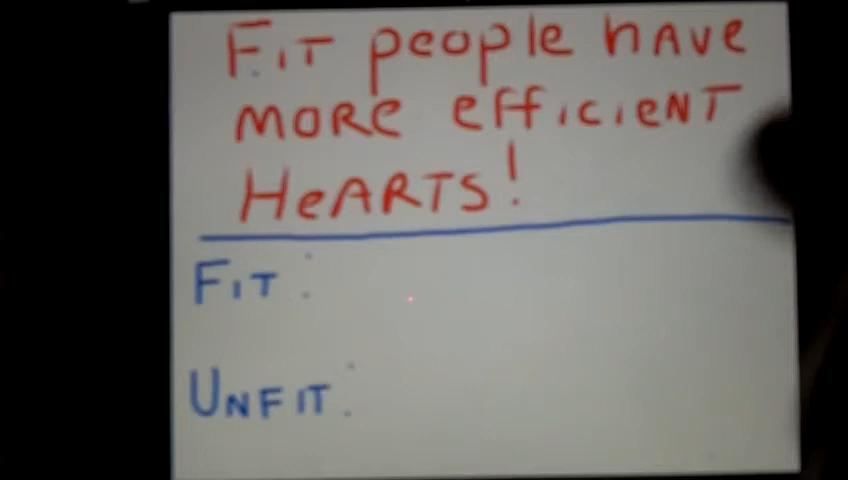 FIT people have
more efficient
Hearts!
FIT:
UNFIT: